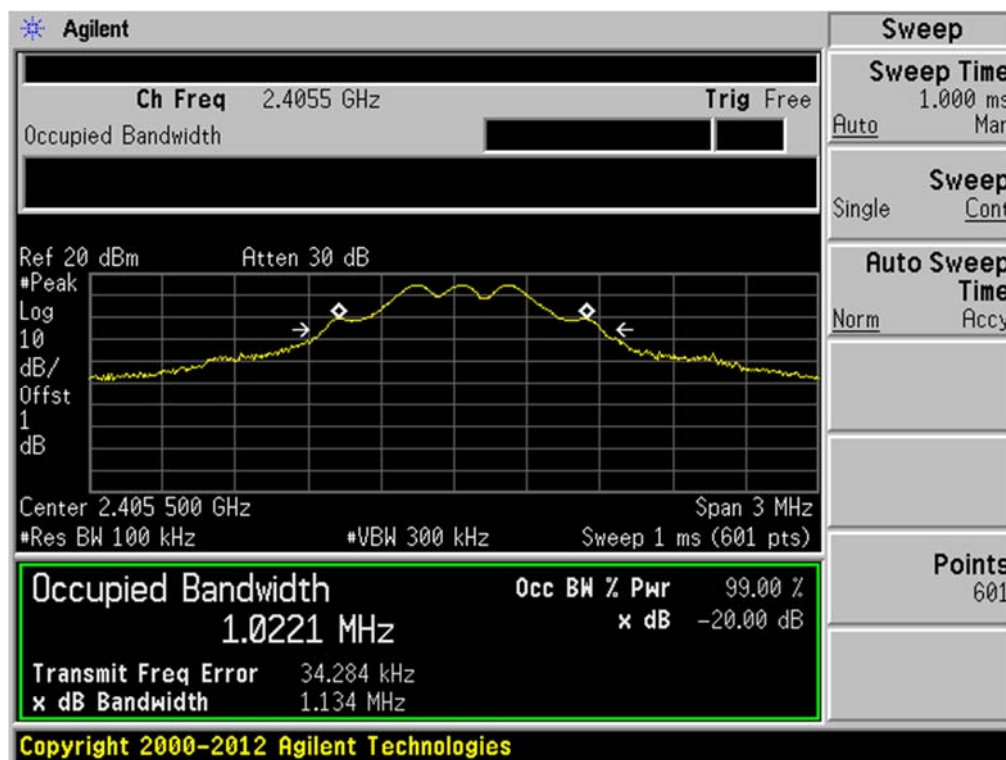 Agilent
Ch Freq 2.4055 GHz Trig Free
Occupied Bandwidth
Ref 20 dBm Atten 30 dB
#Peak
Log
10
dB/
Offst
1
dB
Center 2.405 500 GHz Span 3 MHz
#Res BW 100 kHz #VBW 300 kHz Sweep 1 ms (601 pts)
Occupied Bandwidth Occ BW % Pwr 99.00 %
1.0221 MHz x dB -20.00 dB
Transmit Freq Error 34.284 kHz
x dB Bandwidth 1.134 MHz
Copyright 2000-2012 Agilent Technologies
Sweep
Sweep Time
1.000 ms
Auto Man
Sweep
Single Cont
Auto Sweep
Time
Norm Accy
Points
601